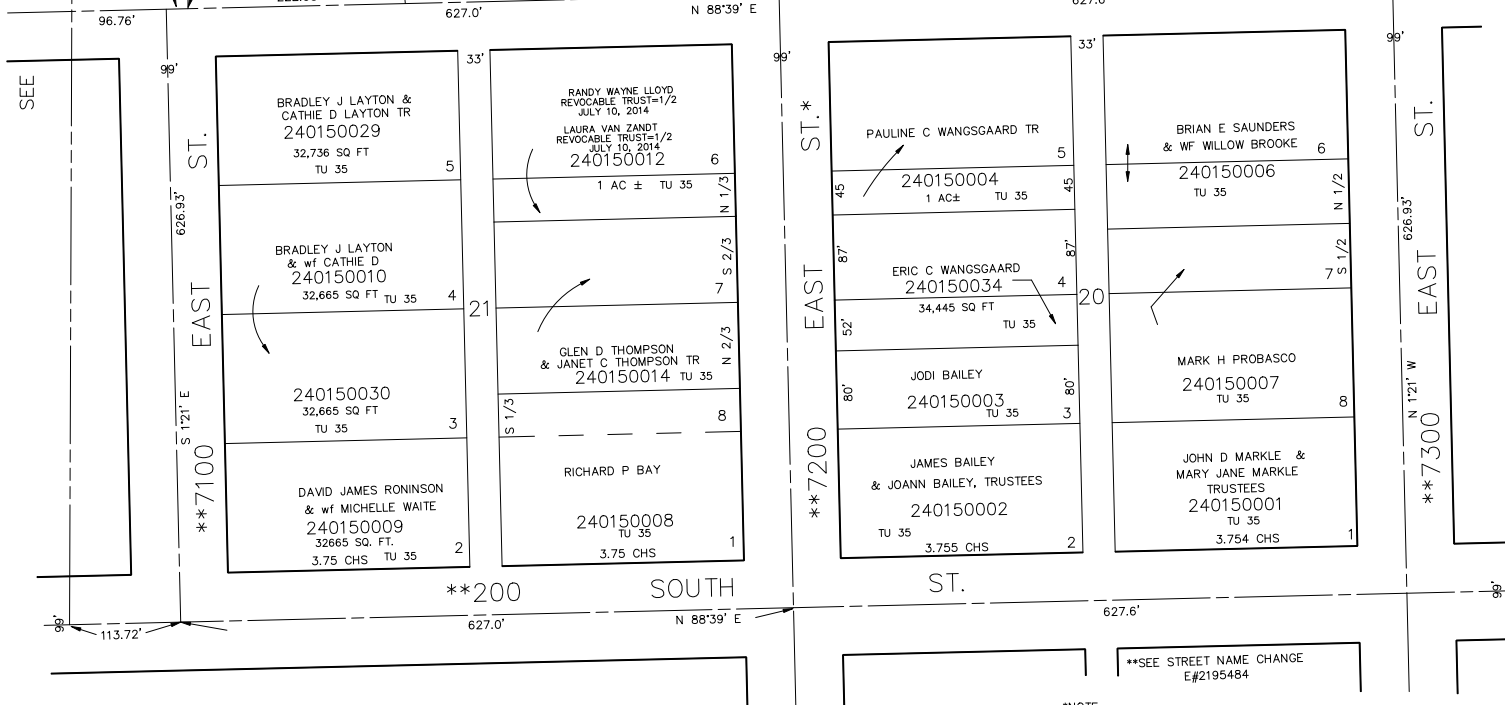 96.76'
627.0'
N 88°39' E
SEE
99'
33'
99'
33'
99'
BRADLEY J LAYTON &
CATHIE D LAYTON TR
240150029
32,736 SQ FT
TU 35
5
RANDY WAYNE LLOYD
REVOCABLE TRUST=1/2
JULY 10, 2014
LAURA VAN ZANDT
REVOCABLE TRUST=1/2
JULY 10, 2014
240150012
6
1 AC ± TU 35
N 1/3
PAULINE C WANGSGAARD TR
5
240150004
1 AC± TU 35
45
45
BRIAN E SAUNDERS
& WF WILLOW BROOKE
6
240150006
TU 35
N 1/2
626.93'
BRADLEY J LAYTON
& wf CATHIE D
240150010
32,665 SQ FT TU 35
4
21
S 2/3
7
87'
87'
ERIC C WANGSGAARD
240150034
4
34,445 SQ FT
TU 35
52'
20
7
S 1/2
626.93'
240150030
32,665 SQ FT
TU 35
3
GLEN D THOMPSON
& JANET C THOMPSON TR
240150014 TU 35
N 2/3
S 1/3
8
JODI BAILEY
240150003
TU 35
3
80'
80'
MARK H PROBASCO
240150007
TU 35
8
S 1°21' E
N 1°21' W
DAVID JAMES RONINSON
& wf MICHELLE WAITE
240150009
32665 SQ. FT.
3.75 CHS TU 35
2
RICHARD P BAY
240150008
TU 35
3.75 CHS
1
JAMES BAILEY
& JOANN BAILEY, TRUSTEES
240150002
TU 35
3.755 CHS
2
JOHN D MARKLE &
MARY JANE MARKLE
TRUSTEES
240150001
TU 35
3.754 CHS
1
**7100 EAST ST.
**7200 EAST ST.*
**7300 EAST ST.
**200 SOUTH ST.
99'
113.72'
627.0'
N 88°39' E
627.6'
99'
**SEE STREET NAME CHANGE
E#2195484